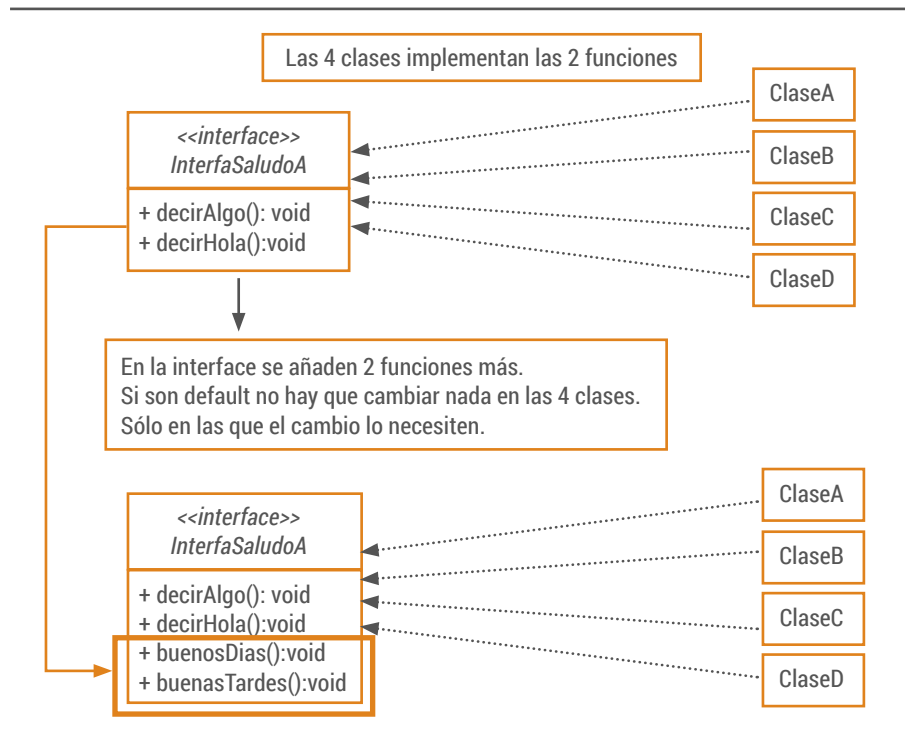 Las 4 clases implementan las 2 funciones
<<interface>>
InterfaSaludoA
+ decirAlgo(): void
+ decirHola():void
ClaseA
ClaseB
ClaseC
ClaseD
En la interface se añaden 2 funciones más.
Si son default no hay que cambiar nada en las 4 clases.
Sólo en las que el cambio lo necesiten.
<<interface>>
InterfaSaludoA
+ decirAlgo(): void
+ decirHola():void
+ buenosDias():void
+ buenasTardes():void
ClaseA
ClaseB
ClaseC
ClaseD